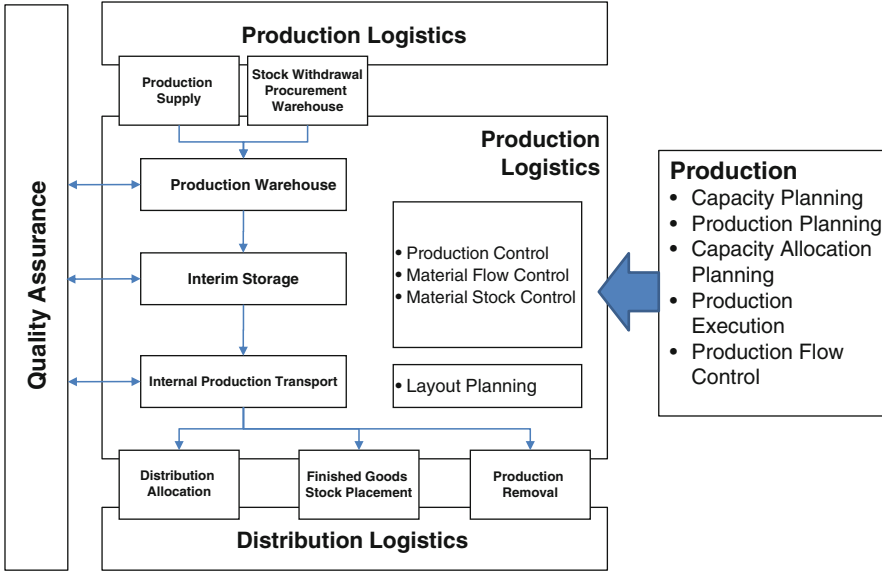 Production Logistics
Production
Supply
Stock Withdrawal
Procurement
Warehouse
Quality Assurance
Production
Logistics
Production Warehouse
Interim Storage
Internal Production Transport
• Production Control
• Material Flow Control
• Material Stock Control
• Layout Planning
Production
• Capacity Planning
• Production Planning
• Capacity Allocation
Planning
• Production
Execution
• Production Flow
Control
Distribution
Allocation
Finished Goods
Stock Placement
Production
Removal
Distribution Logistics